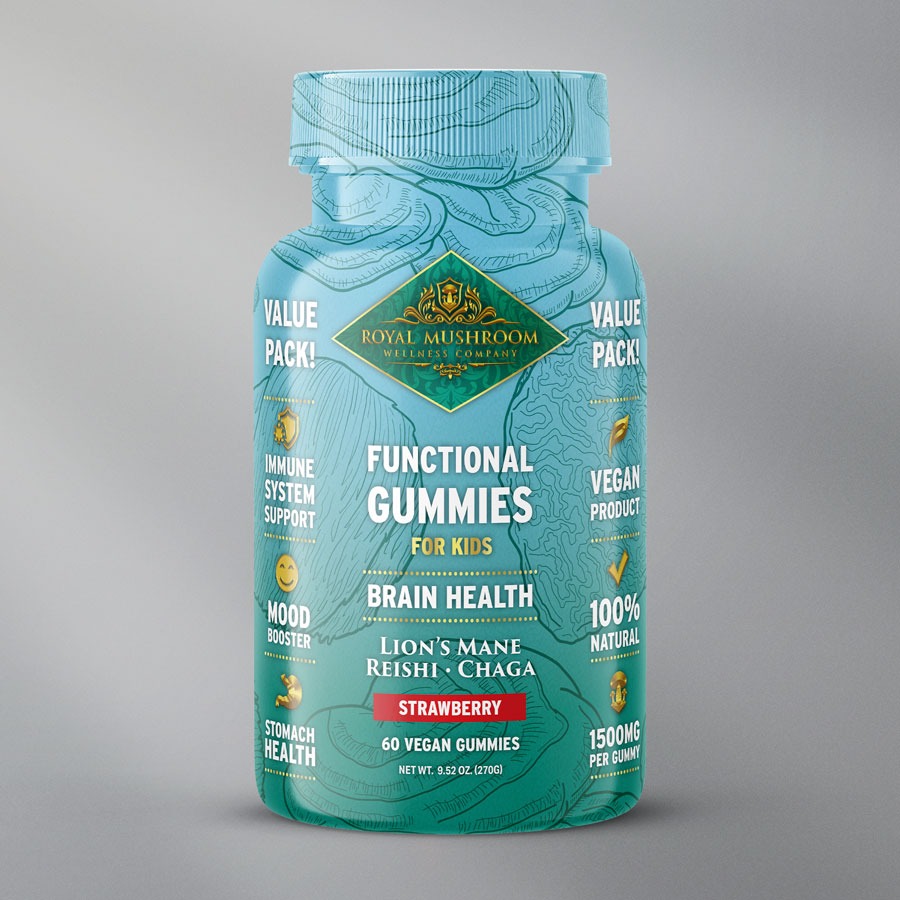 ROYAL MUSHROOM
WELLNESS COMPANY
VALUE
PACK!
IMMUNE
SYSTEM
SUPPORT
MOOD
BOOSTER
STOMACH
HEALTH
FUNCTIONAL
GUMMIES
FOR KIDS
BRAIN HEALTH
LION'S MANE
REISHI · CHAGA
STRAWBERRY
60 VEGAN GUMMIES
NET WT. 9.52 OZ. (270G)
VALUE
PACK!
VEGAN
PRODUCT
100%
NATURAL
1500MG
PER GUMMY